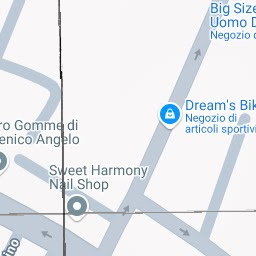 Big Size
Uomo D
Negozio d
Dream's Bik
Negozio di
articoli sportivi
ro Gomme di
enico Angelo
Sweet Harmony
Nail Shop
ino